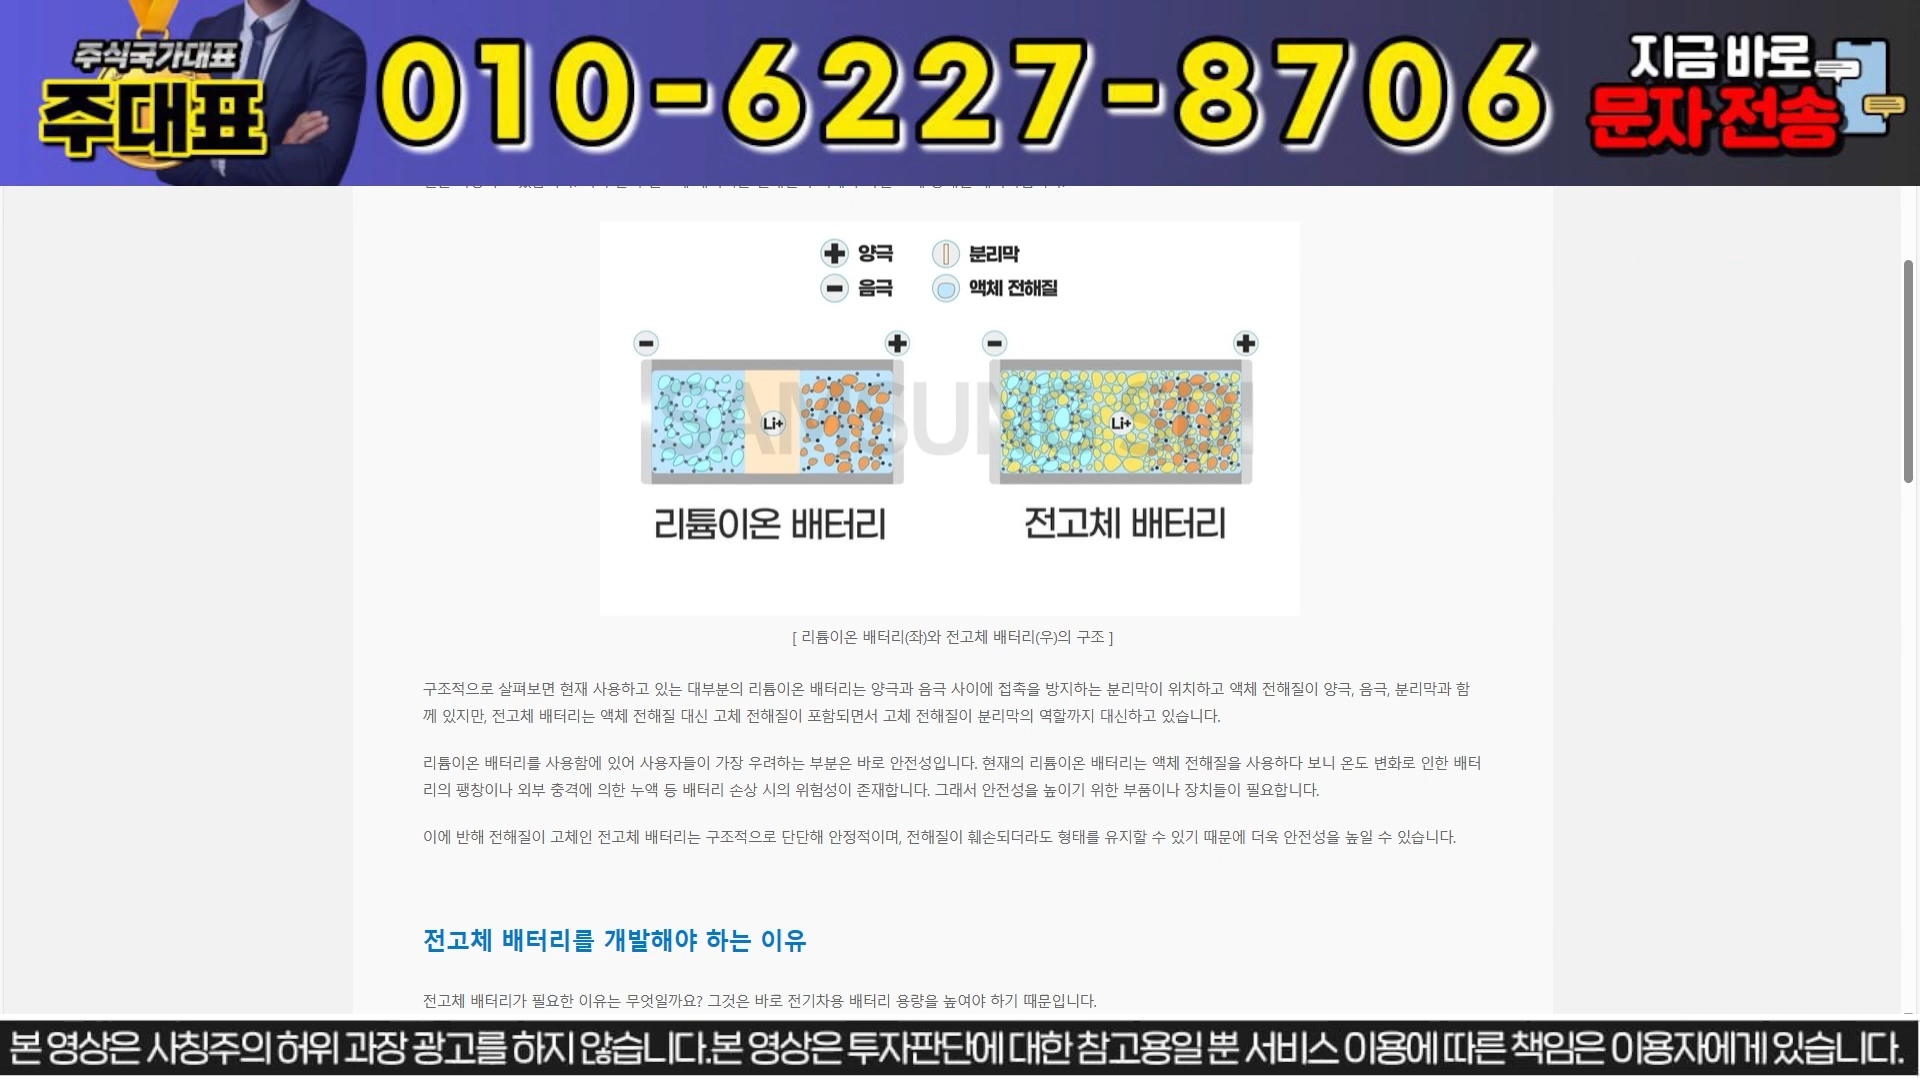 주식국가대표
주대표
010-6227-8706
지금 바로
문자 전송
양극
분리막
음극
액체 전해질
Li+
Li+
SAMSUN
리튬이온 배터리
전고체 배터리
[ 리튬이온 배터리(좌)와 전고체 배터리(우)의 구조 ]
구조적으로 살펴보면 현재 사용하고 있는 대부분의 리튬이온 배터리는 양극과 음극 사이에 접촉을 방지하는 분리막이 위치하고 액체 전해질이 양극, 음극, 분리막과 함
께 있지만, 전고체 배터리는 액체 전해질 대신 고체 전해질이 포함되면서 고체 전해질이 분리막의 역할까지 대신하고 있습니다.
리튬이온 배터리를 사용함에 있어 사용자들이 가장 우려하는 부분은 바로 안전성입니다. 현재의 리튬이온 배터리는 액체 전해질을 사용하다 보니 온도 변화로 인한 배터
리의 팽창이나 외부 충격에 의한 누액 등 배터리 손상 시의 위험성이 존재합니다. 그래서 안전성을 높이기 위한 부품이나 장치들이 필요합니다.
이에 반해 전해질이 고체인 전고체 배터리는 구조적으로 단단해 안정적이며, 전해질이 훼손되더라도 형태를 유지할 수 있기 때문에 더욱 안전성을 높일 수 있습니다.
전고체 배터리를 개발해야 하는 이유
전고체 배터리가 필요한 이유는 무엇일까요? 그것은 바로 전기차용 배터리 용량을 높여야 하기 때문입니다.
본 영상은 사칭주의 허위 과장 광고를 하지 않습니다.본 영상은 투자판단에 대한 참고용일 뿐 서비스 이용에 따른 책임은 이용자에게 있습니다.